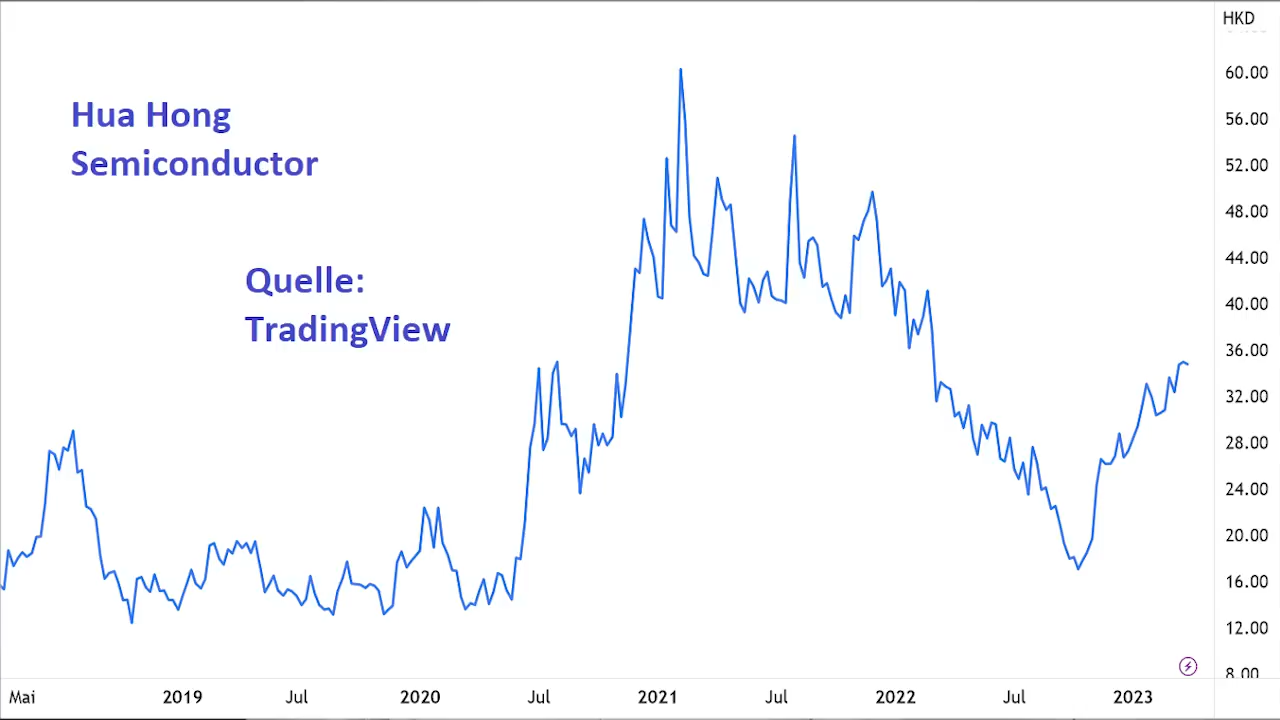 HKD
60.00
Hua Hong
56.00
Semiconductor
52.00
48.00
44.00
Quelle:
40.00
TradingView
36.00
32.00
28.00
24.00
20.00
16.00
12.00
8.00
Mai 2019 Jul 2020 Jul 2021 Jul 2022 Jul 2023